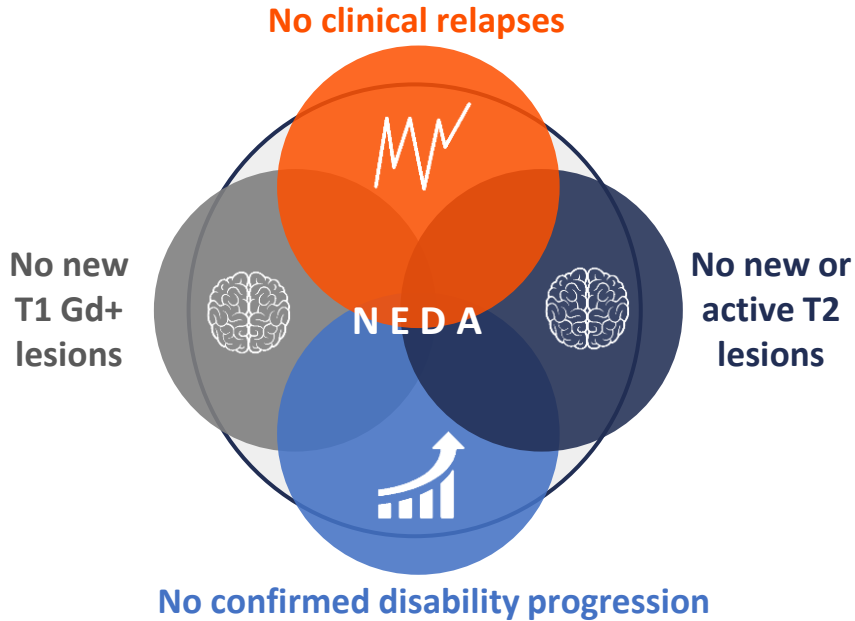 No clinical relapses
No new
T1 Gd+
lesions
N E D A
No new or
active T2
lesions
No confirmed disability progression